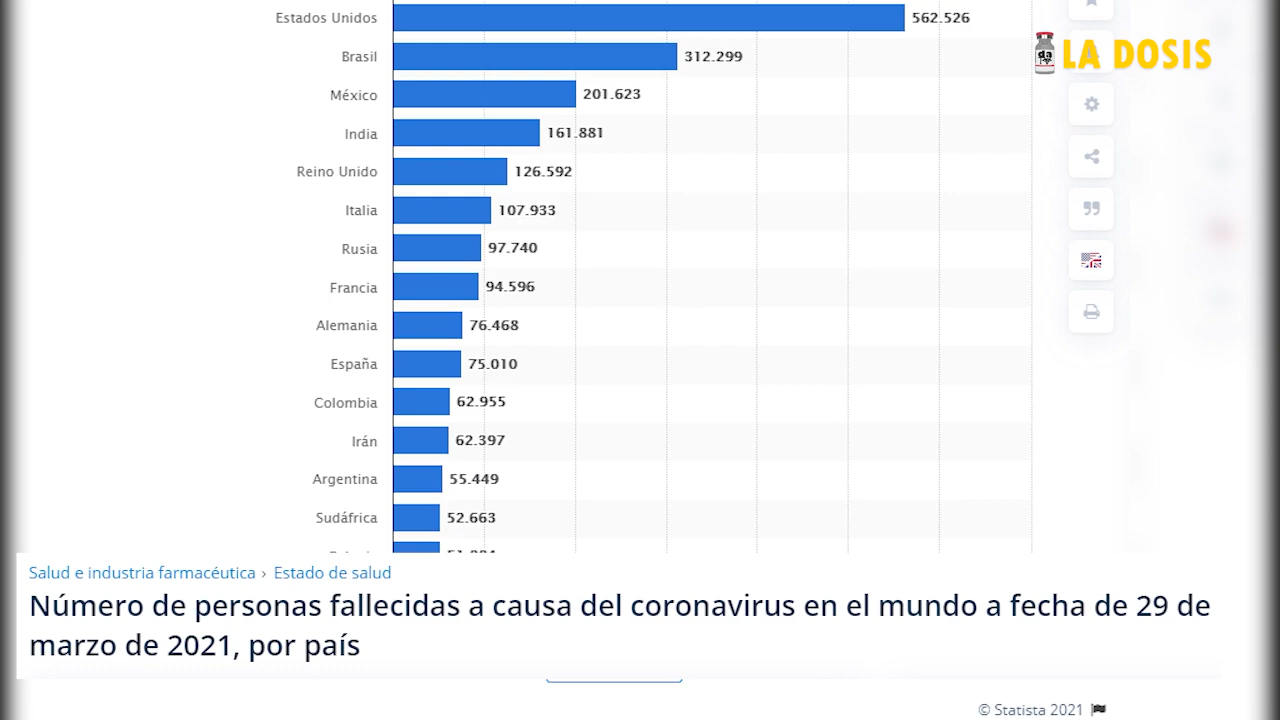 Estados Unidos 562.526
Brasil 312.299
LA DOSIS
México 201.623
India 161.881
Reino Unido 126.592
Italia 107.933
Rusia 97.740
Francia 94.596
Alemania 76.468
España 75.010
Colombia 62.955
Irán 62.397
Argentina 55.449
Sudáfrica 52.663
Salud e industria farmacéutica › Estado de salud
Número de personas fallecidas a causa del coronavirus en el mundo a fecha de 29 de
marzo de 2021, por país
© Statista 2021